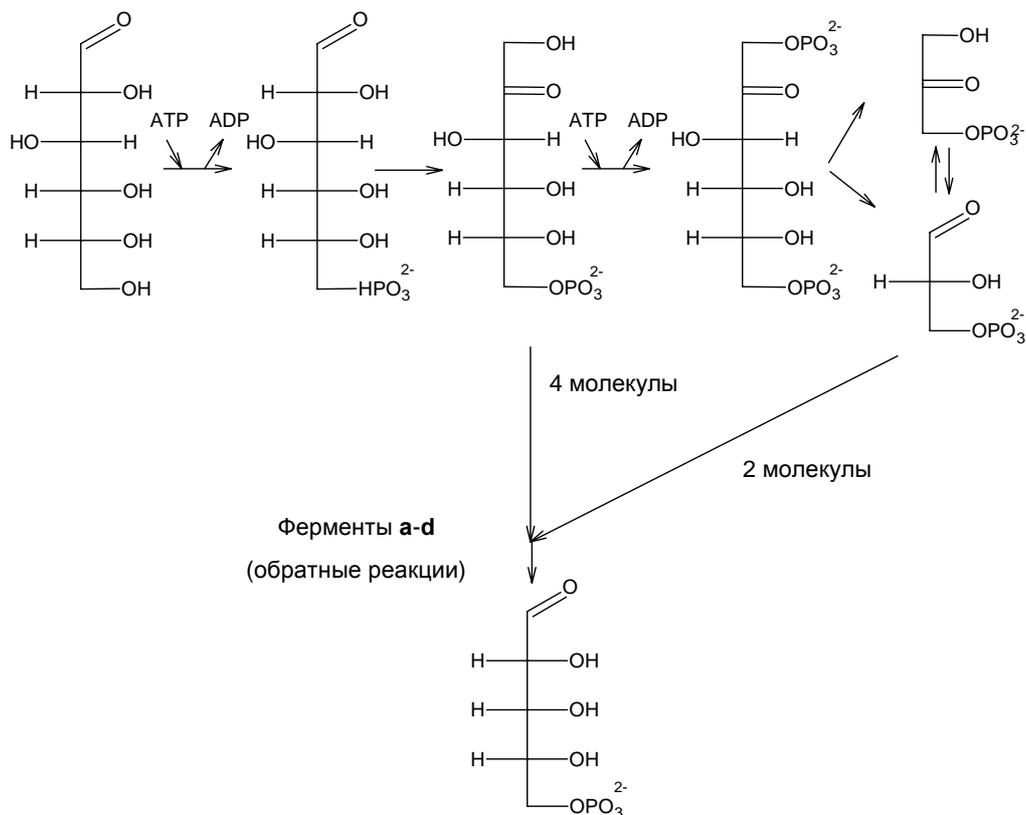 O
O
OH
OPO3 2-
OH
H OH
H OH
O
O
O
ATP ADP
ATP ADP
HO H
HO H
HO H
HO H
OPO3 2-
H OH
H OH
H OH
H OH
O
H OH
H OH
H OH
H OH
H OH
OH
HPO3 2-
OPO3 2-
OPO3 2-
OPO3 2-
4 молекулы
2 молекулы
Ферменты a-d
(обратные реакции)
O
H OH
H OH
H OH
OPO3 2-